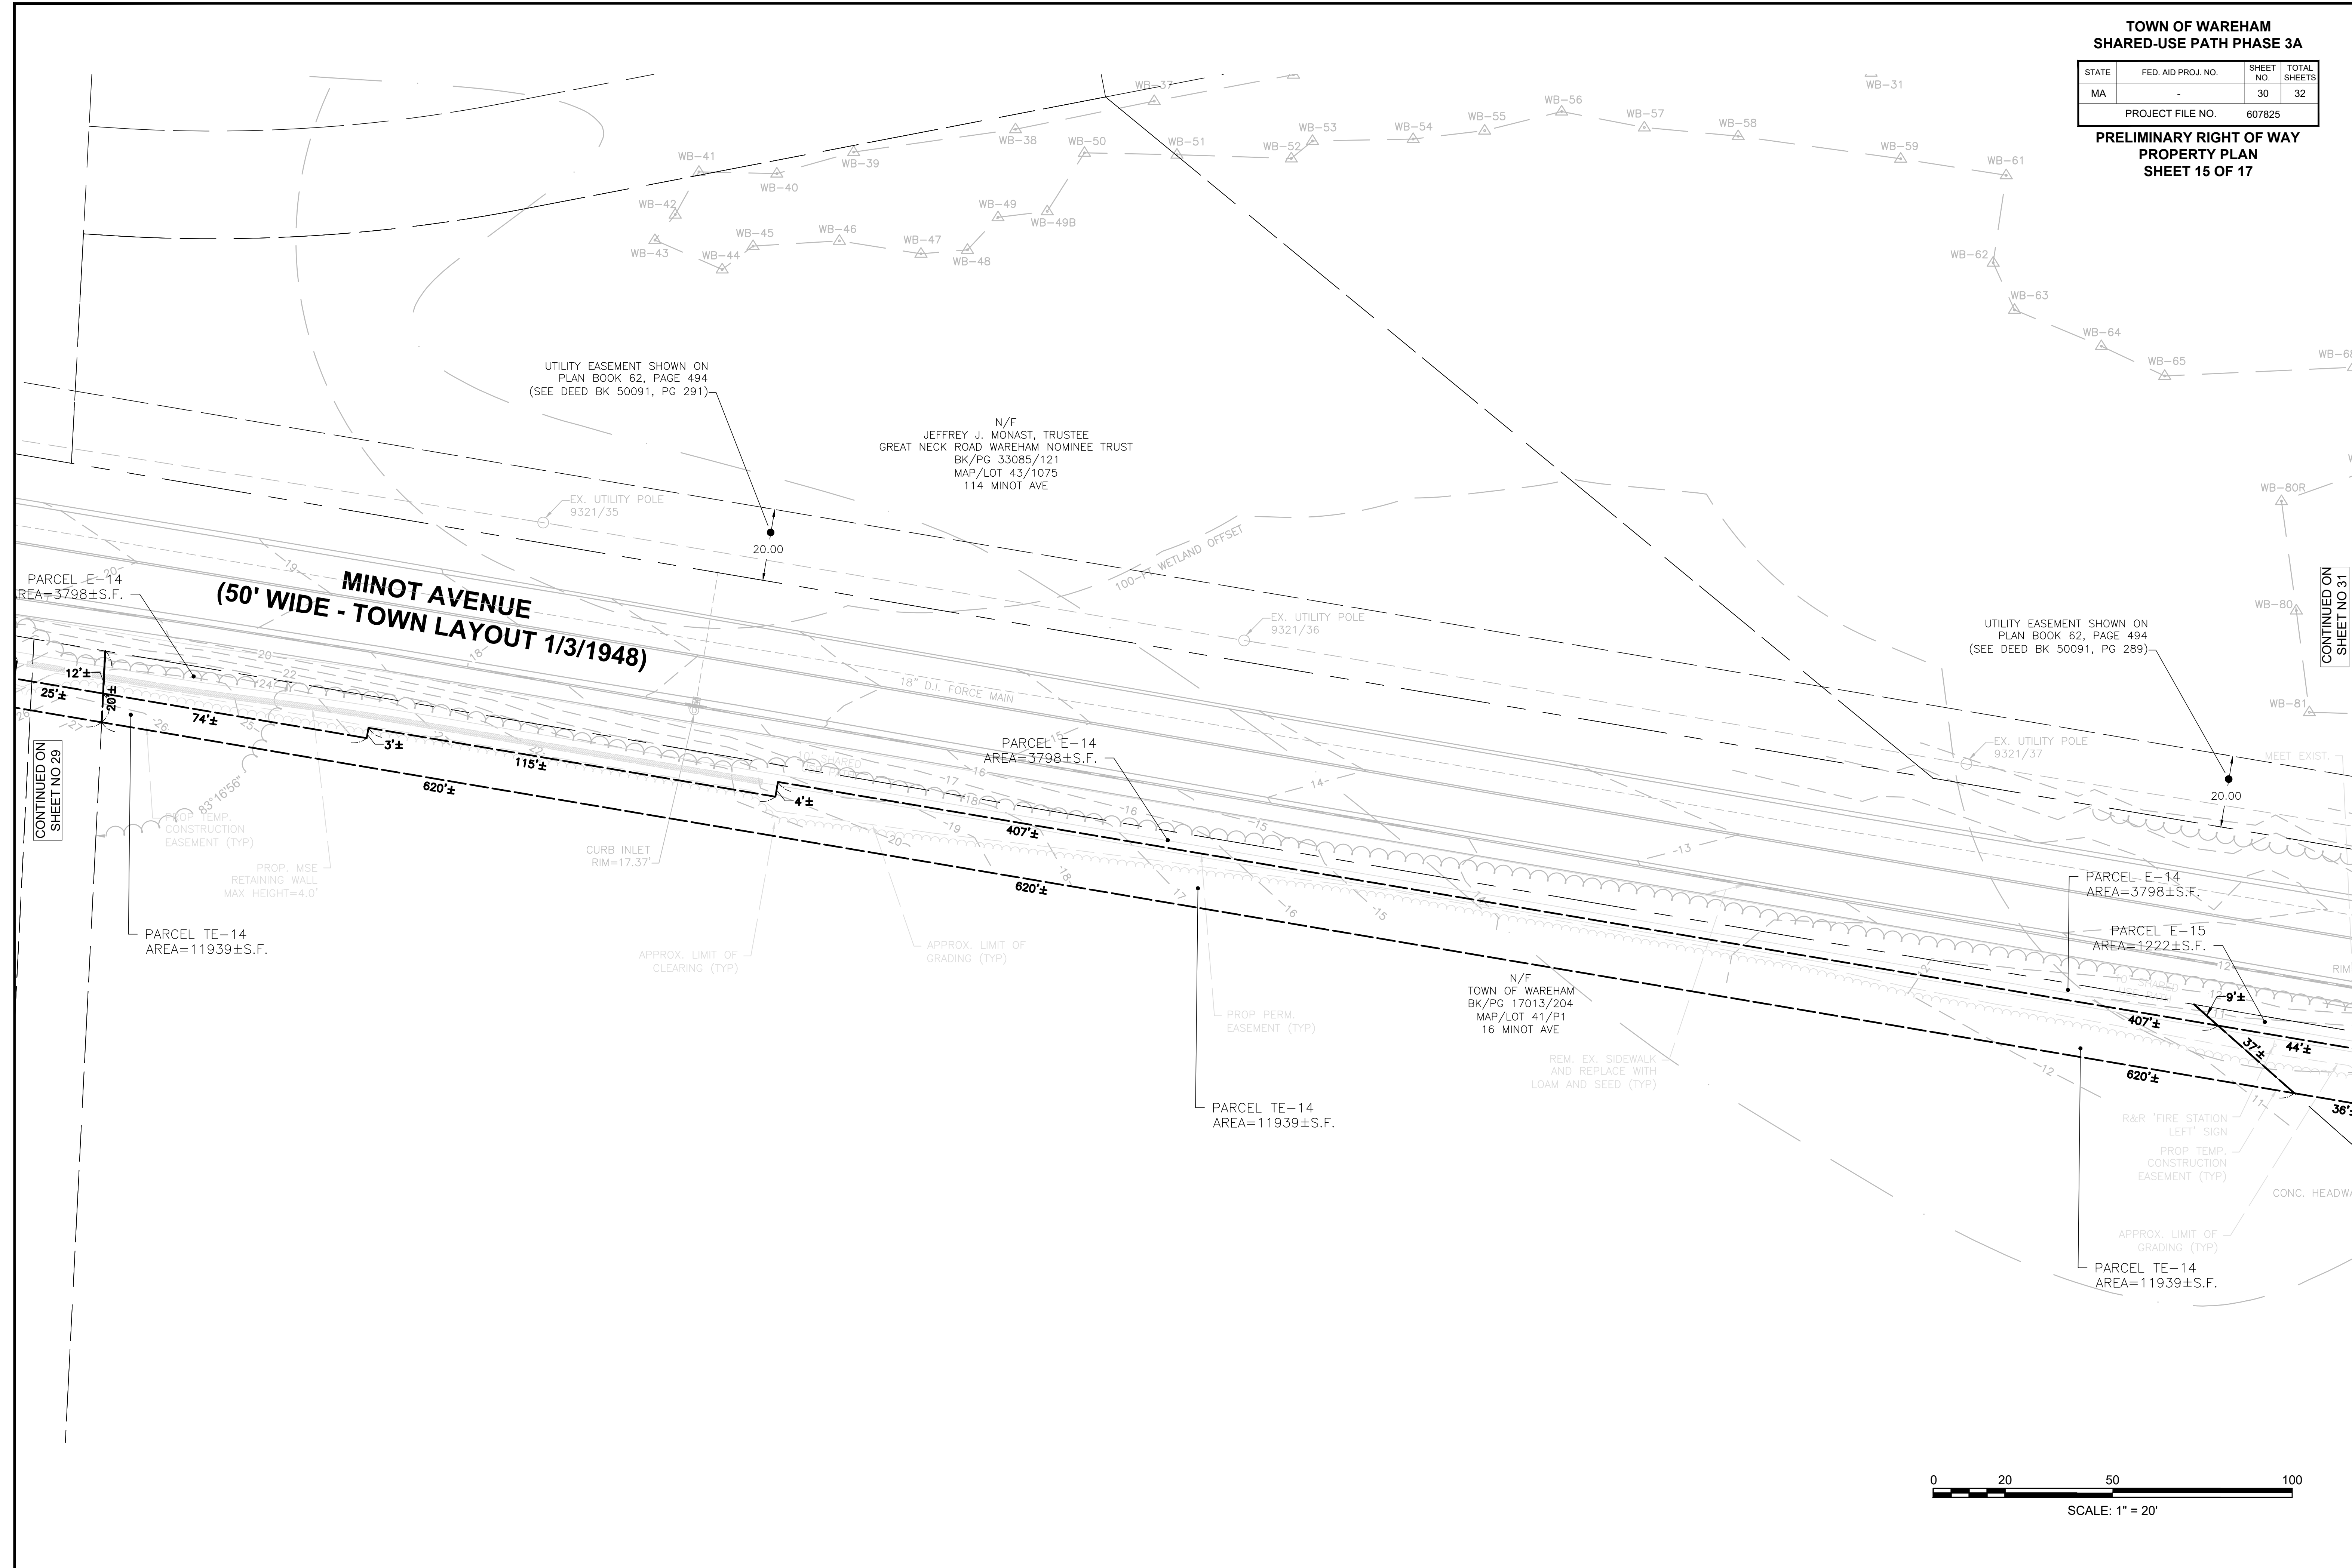 TOWN OF WAREHAM
SHARED-USE PATH PHASE 3A
STATE FED. AID PROJ. NO. SHEET NO. TOTAL SHEETS
MA - 30 32
PROJECT FILE NO. 607825
PRELIMINARY RIGHT OF WAY
PROPERTY PLAN
SHEET 15 OF 17
WB-31
WB-37
WB-38
WB-39
WB-40
WB-41
WB-42
WB-43
WB-44
WB-45
WB-46
WB-47
WB-48
WB-49
WB-49B
WB-50
WB-51
WB-52
WB-53
WB-54
WB-55
WB-56
WB-57
WB-58
WB-59
WB-61
WB-62
WB-63
WB-64
WB-65
WB-80R
WB-80
WB-81
UTILITY EASEMENT SHOWN ON
PLAN BOOK 62, PAGE 494
(SEE DEED BK 50091, PG 291)
20.00
N/F
JEFFREY J. MONAST, TRUSTEE
GREAT NECK ROAD WAREHAM NOMINEE TRUST
BK/PG 33085/121
MAP/LOT 43/1075
114 MINOT AVE
EX. UTILITY POLE
9321/35
100-FT WETLAND OFFSET
EX. UTILITY POLE
9321/36
UTILITY EASEMENT SHOWN ON
PLAN BOOK 62, PAGE 494
(SEE DEED BK 50091, PG 289)
20.00
EX. UTILITY POLE
9321/37
MEET EXIST.
CONTINUED ON
SHEET NO 31
CONTINUED ON
SHEET NO 29
MINOT AVENUE
(50' WIDE - TOWN LAYOUT 1/3/1948)
18" D.I. FORCE MAIN
PARCEL E-14
AREA=3798±S.F.
12'±
25'±
20'±
74'±
3'±
115'±
620'±
4'±
407'±
620'±
83°16'56"
PROP TEMP.
CONSTRUCTION
EASEMENT (TYP)
PROP. MSE
RETAINING WALL
MAX. HEIGHT=4.0'
CURB INLET
RIM=17.37'
PARCEL TE-14
AREA=11939±S.F.
APPROX. LIMIT OF
CLEARING (TYP)
APPROX. LIMIT OF
GRADING (TYP)
10' SHARED
PARCEL E-14
AREA=3798±S.F.
PROP PERM.
EASEMENT (TYP)
PARCEL TE-14
AREA=11939±S.F.
N/F
TOWN OF WAREHAM
BK/PG 17013/204
MAP/LOT 41/P1
16 MINOT AVE
REM. EX. SIDEWALK
AND REPLACE WITH
LOAM AND SEED (TYP)
PARCEL E-14
AREA=3798±S.F.
PARCEL E-15
AREA=1222±S.F.
RIM
9'±
407'±
37'±
44'±
620'±
36'±
R&R 'FIRE STATION
LEFT' SIGN
PROP TEMP.
CONSTRUCTION
EASEMENT (TYP)
CONC. HEADWA
APPROX. LIMIT OF
GRADING (TYP)
PARCEL TE-14
AREA=11939±S.F.
0 20 50 100
SCALE: 1" = 20'